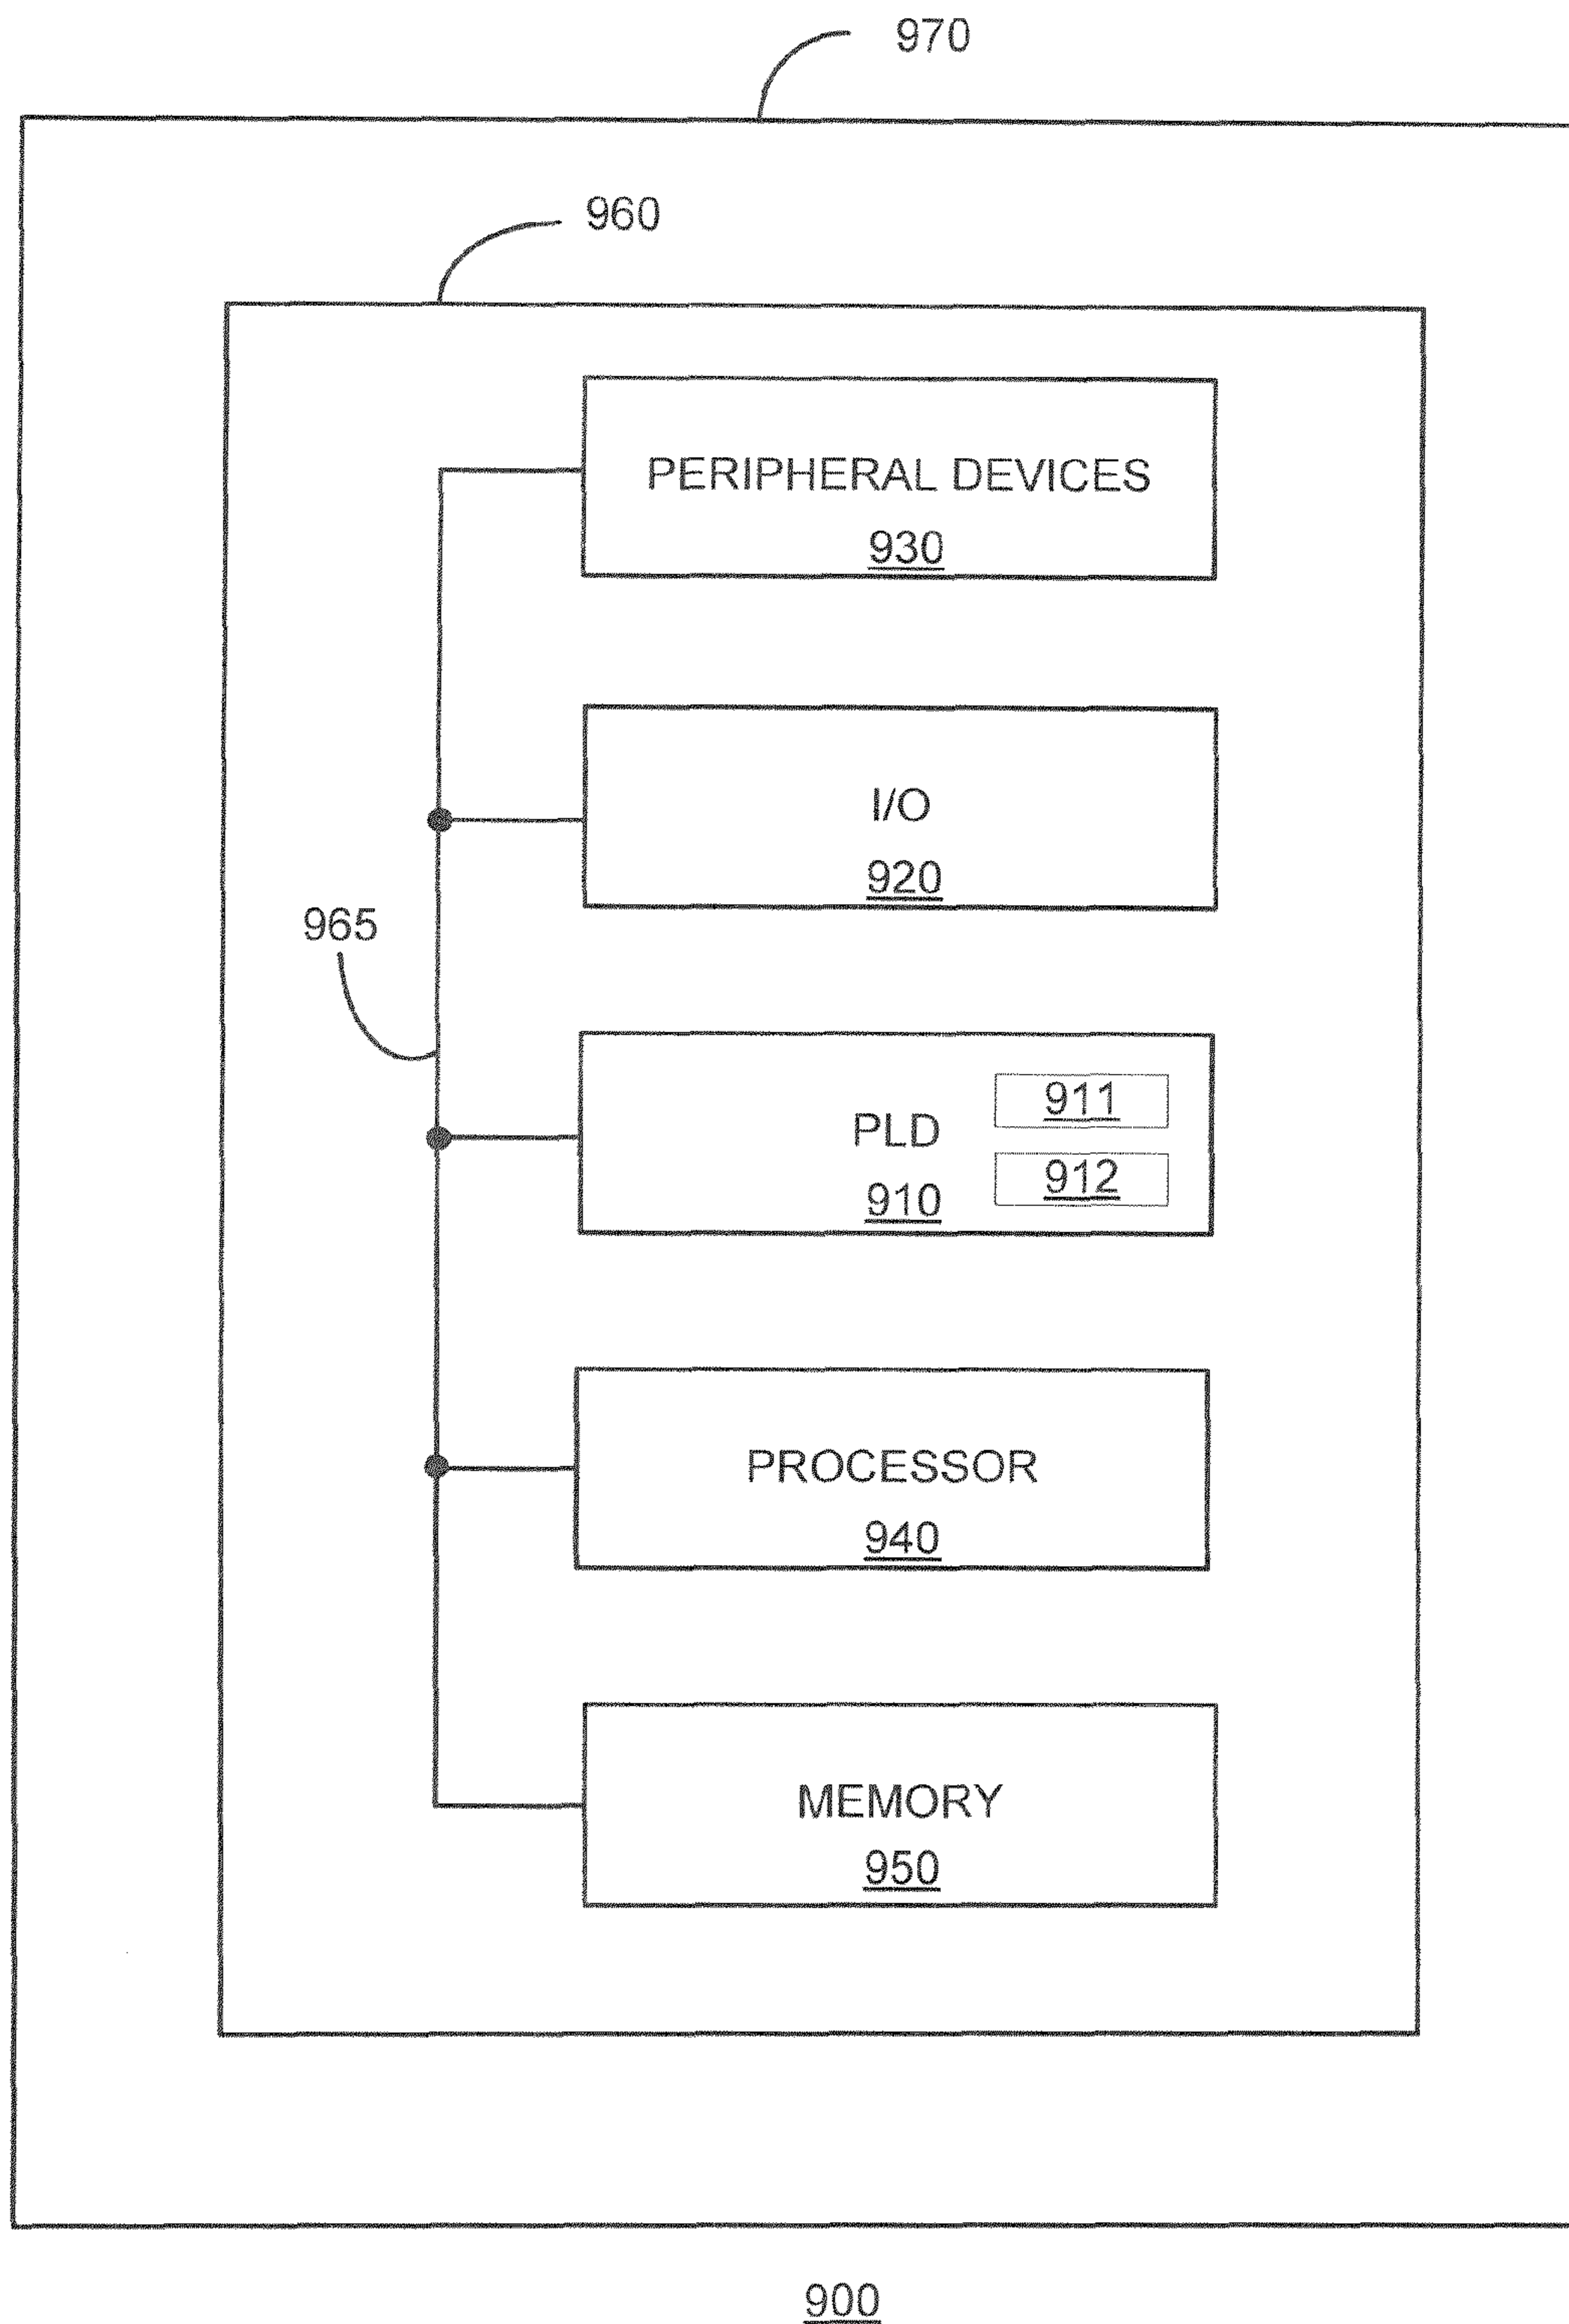 970
960
PERIPHERAL DEVICES
930
I/O
920
965
PLD
910
911
912
PROCESSOR
940
MEMORY
950
900